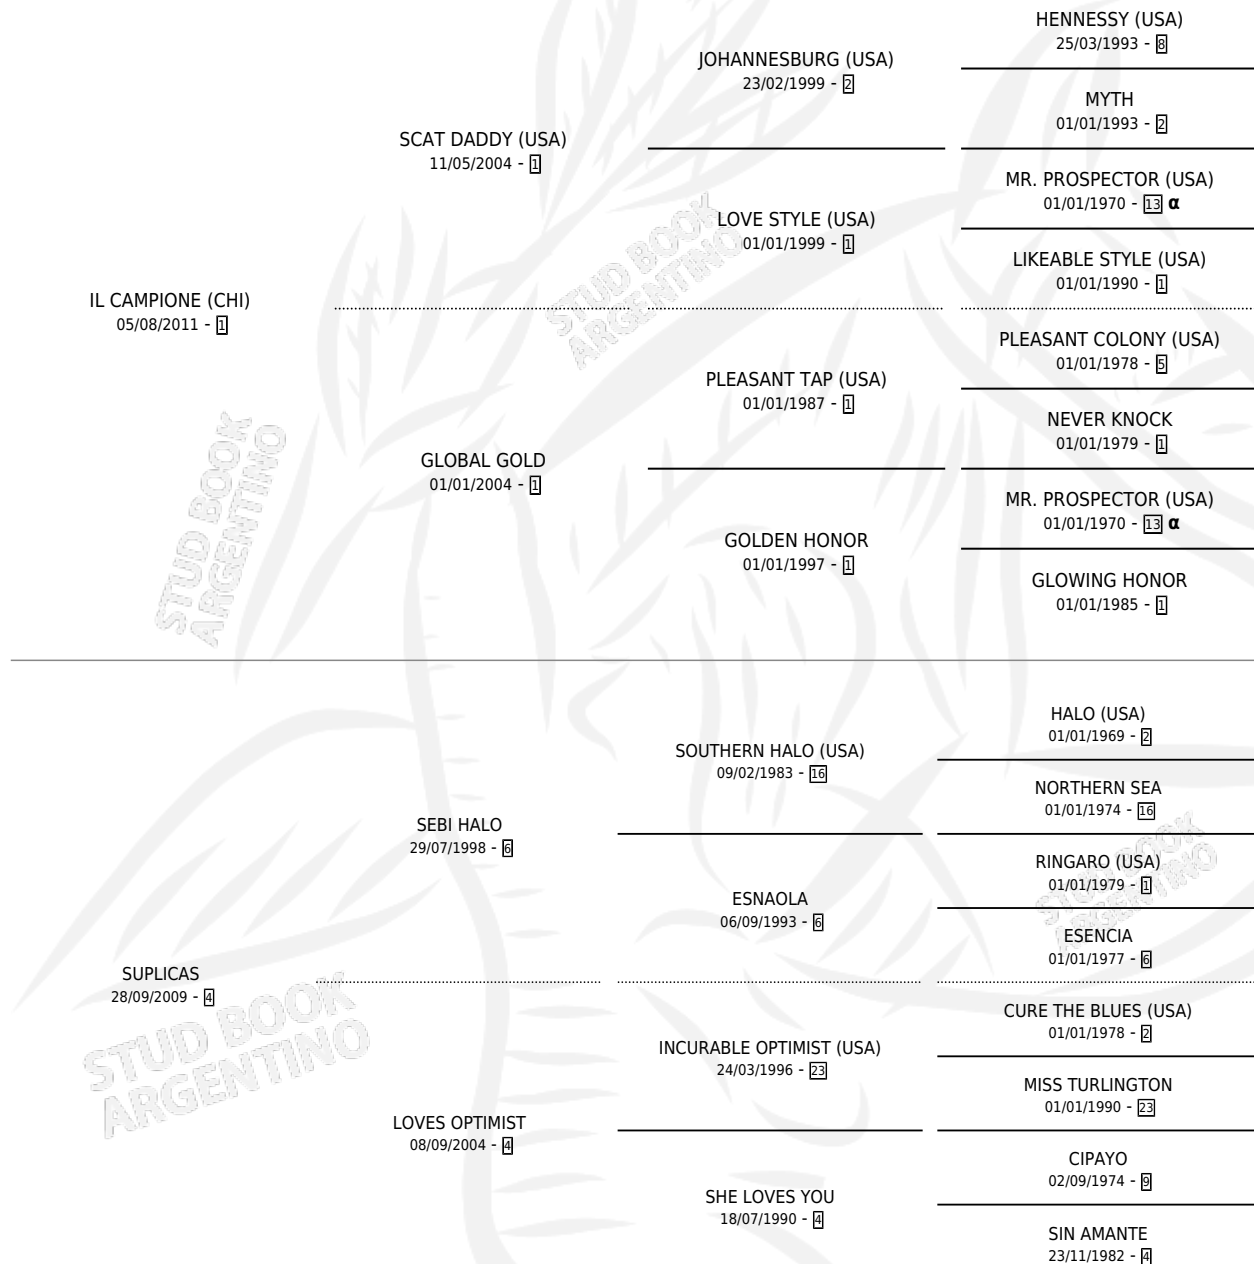 HENNESSY (USA)
25/03/1993 - 8
JOHANNESBURG (USA)
23/02/1999 - 2
MYTH
01/01/1993 - 2
SCAT DADDY (USA)
11/05/2004 - 1
MR. PROSPECTOR (USA)
01/01/1970 - 13 α
LOVE STYLE (USA)
01/01/1999 - 1
LIKEABLE STYLE (USA)
01/01/1990 - 1
IL CAMPIONE (CHI)
05/08/2011 - 1
PLEASANT COLONY (USA)
01/01/1978 - 5
PLEASANT TAP (USA)
01/01/1987 - 1
NEVER KNOCK
01/01/1979 - 1
GLOBAL GOLD
01/01/2004 - 1
MR. PROSPECTOR (USA)
01/01/1970 - 13 α
GOLDEN HONOR
01/01/1997 - 1
GLOWING HONOR
01/01/1985 - 1
HALO (USA)
01/01/1969 - 2
SOUTHERN HALO (USA)
09/02/1983 - 16
NORTHERN SEA
01/01/1974 - 16
SEBI HALO
29/07/1998 - 6
RINGARO (USA)
01/01/1979 - 1
ESNAOLA
06/09/1993 - 6
ESENCIA
01/01/1977 - 6
SUPLICAS
28/09/2009 - 4
CURE THE BLUES (USA)
01/01/1978 - 2
INCURABLE OPTIMIST (USA)
24/03/1996 - 23
MISS TURLINGTON
01/01/1990 - 23
LOVES OPTIMIST
08/09/2004 - 4
CIPAYO
02/09/1974 - 9
SHE LOVES YOU
18/07/1990 - 4
SIN AMANTE
23/11/1982 - 4
STUD BOOK
ARGENTINO
STUD BOOK
ARGENTINO
STUD BOOK
ARGENTINO
STUD BOOK
ARGENTINO